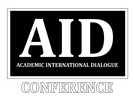 AID
ACADEMIC INTERNATIONAL DIALOGUE
CONFERENCE